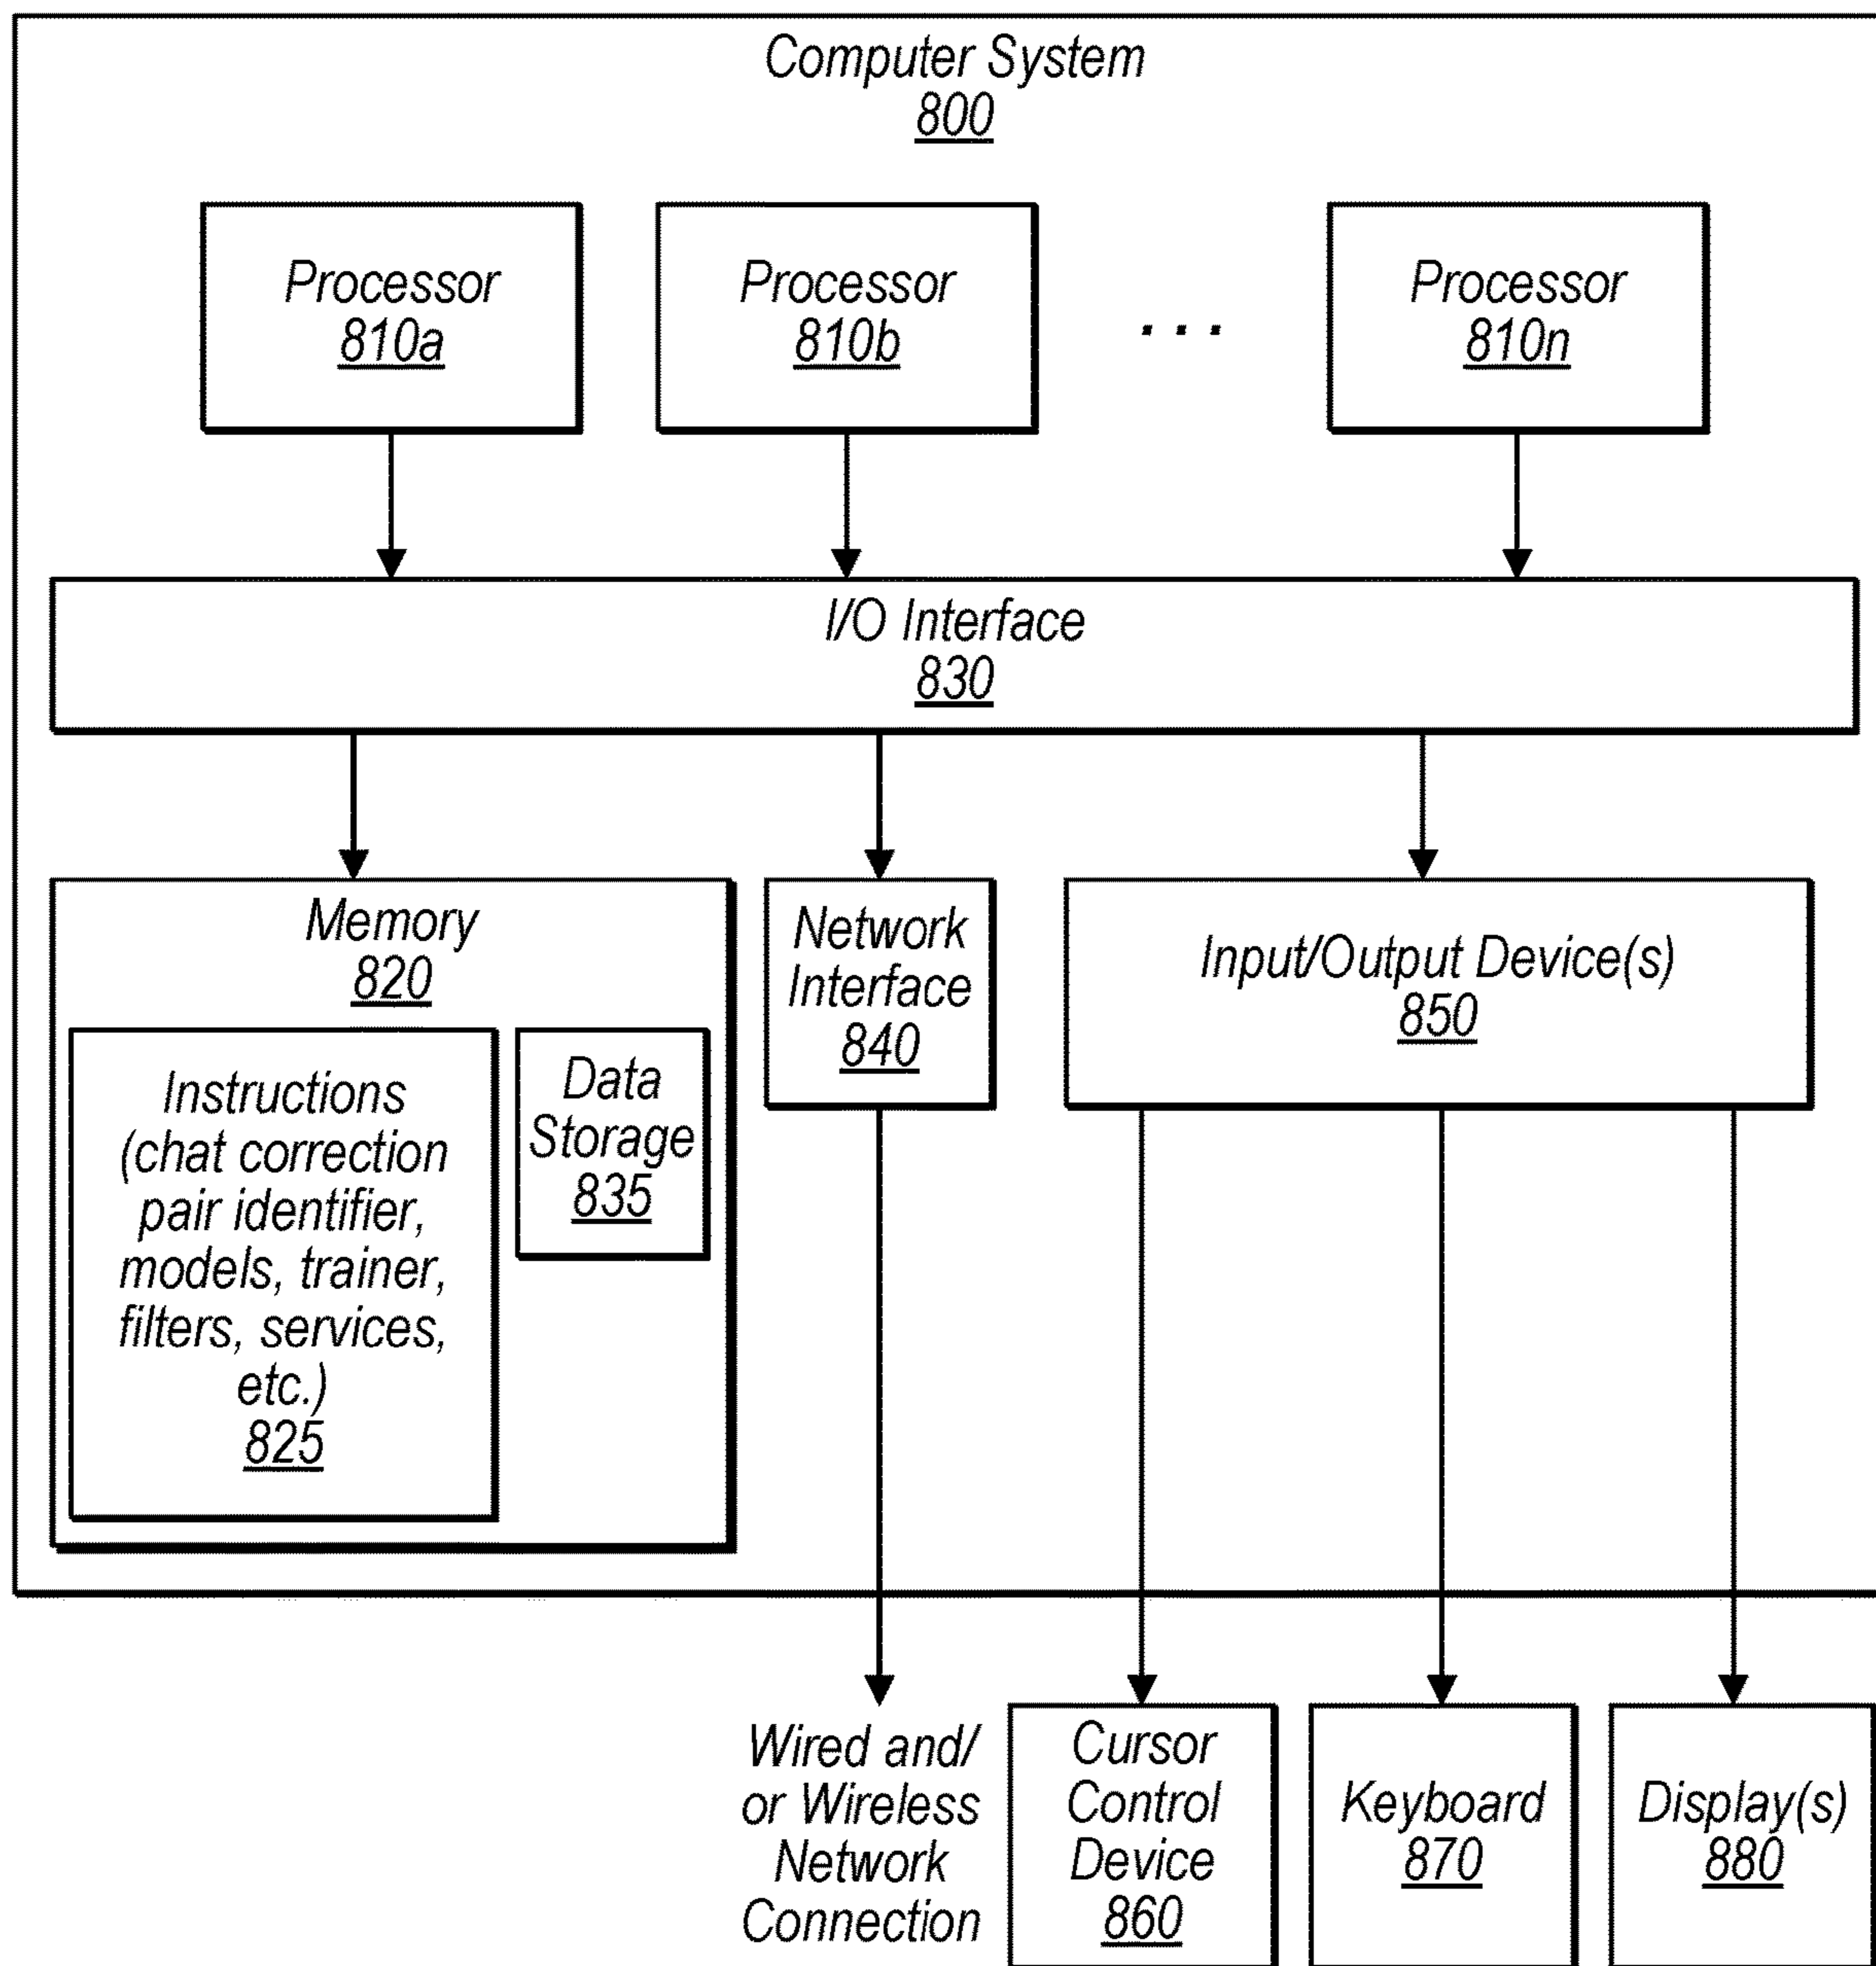 Computer System
800
Processor
810a
Processor
810b
. . .
Processor
810n
I/O Interface
830
Memory
820
Instructions
(chat correction
pair identifier,
models, trainer,
filters, services,
etc.)
825
Data
Storage
835
Network
Interface
840
Input/Output Device(s)
850
Wired and/
or Wireless
Network
Connection
Cursor
Control
Device
860
Keyboard
870
Display(s)
880